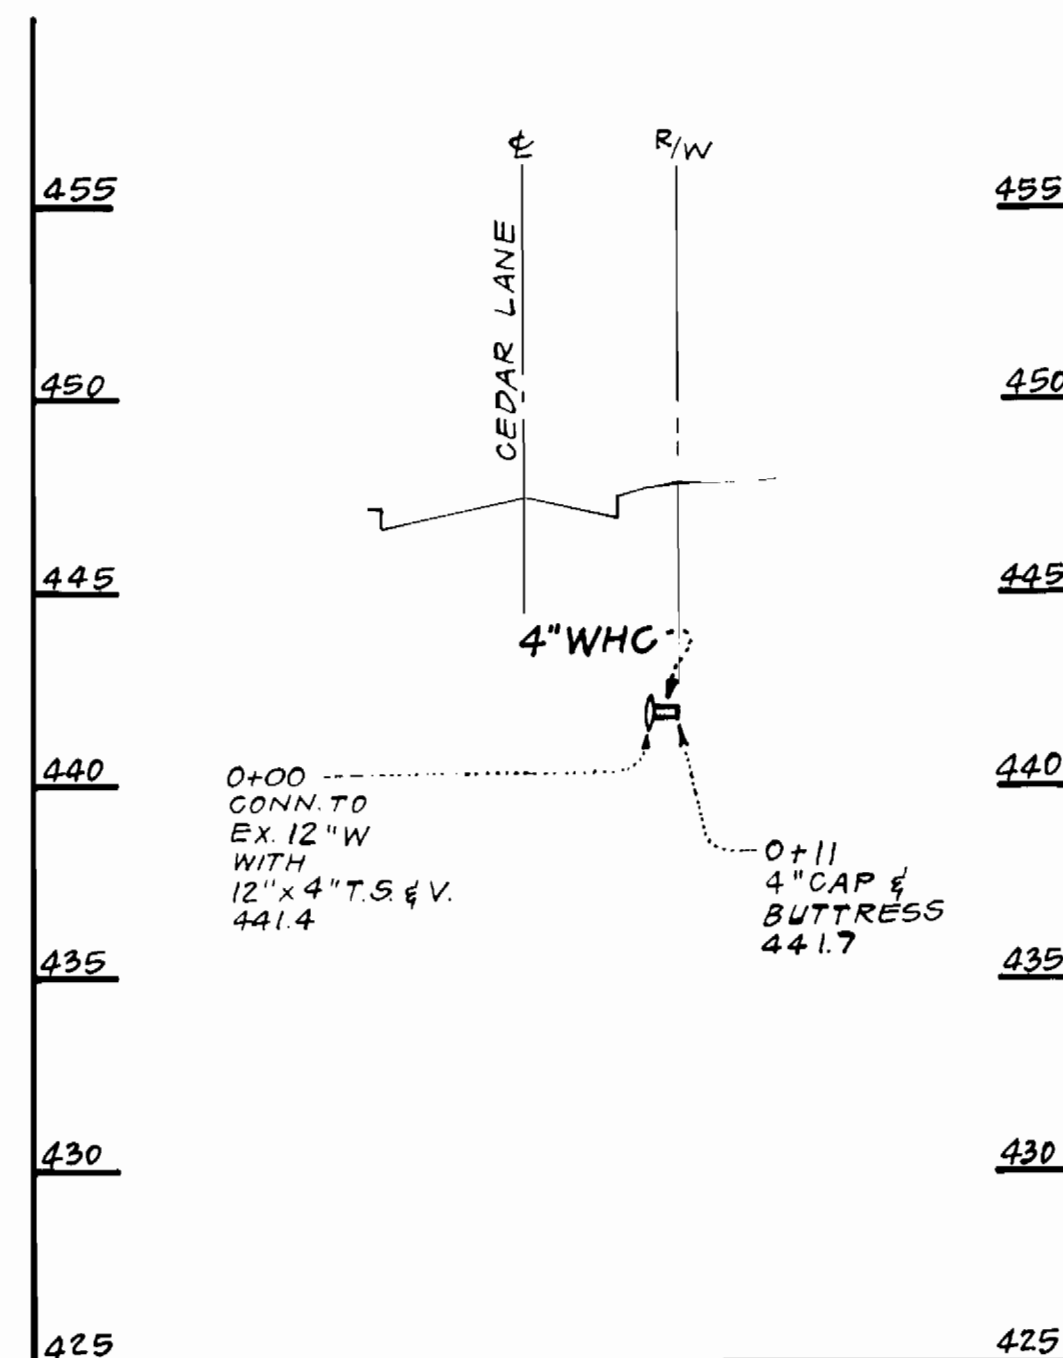 ℄
R/W
CEDAR LANE
455
455
450
450
445
445
4"WHC
440
440
0+00
CONN. TO
EX. 12"W
WITH
12"x4"T.S. & V.
441.4
0+11
4"CAP &
BUTTRESS
441.7
435
435
430
430
425
425